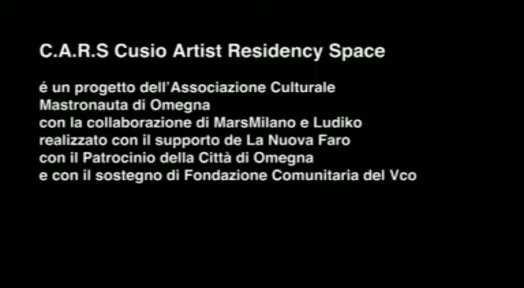 C.A.R.S Cusio Artist Residency Space
é un progetto dell'Associazione Culturale
Mastronauta di Omegna
con la collaborazione di MarsMilano e Ludiko
realizzato con il supporto de La Nuova Faro
con il Patrocinio della Città di Omegna
e con il sostegno di Fondazione Comunitaria del Vco